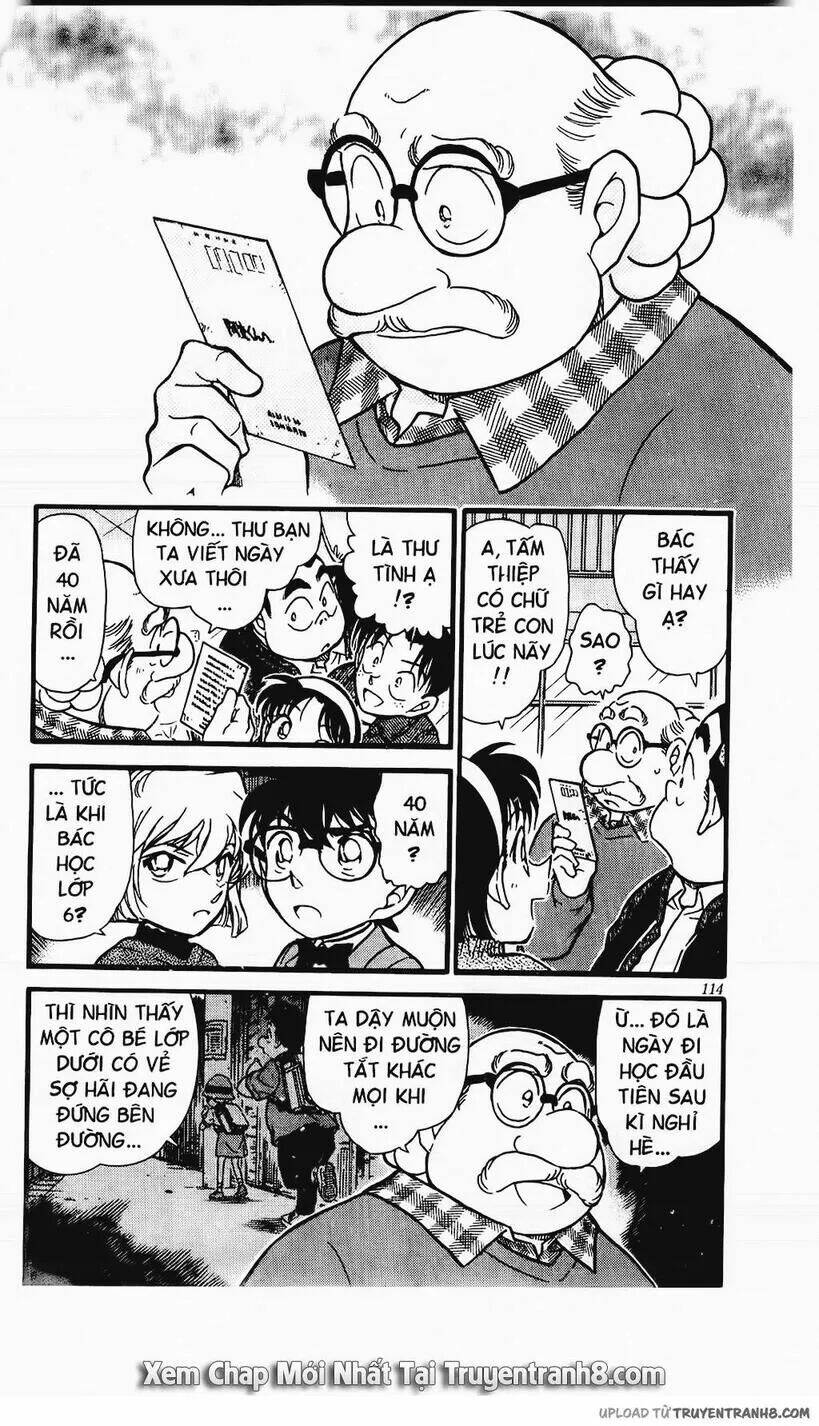 BÁC
THẤY
GÌ HAY
Ạ?
SAO
?
A, TẤM
THIỆP
CÓ CHỮ
TRẺ CON
LÚC NÃY
!!
LÀ THƯ
TÌNH Ạ
!?
KHÔNG... THƯ BẠN
TA VIẾT NGÀY
XƯA THÔI
...
ĐÃ
40
NĂM
RỒI
...
40
NĂM
?
... TỨC
LÀ KHI
BÁC
HỌC
LỚP
6?
114
Ừ... ĐÓ LÀ
NGÀY ĐI
HỌC ĐẦU
TIÊN SAU
KÌ NGHỈ
HÈ...
TA DẬY MUỘN
NÊN ĐI ĐƯỜNG
TẮT KHÁC
MỌI KHI
...
THÌ NHÌN THẤY
MỘT CÔ BÉ LỚP
DƯỚI CÓ VẺ
SỢ HÃI ĐANG
ĐỨNG BÊN
ĐƯỜNG...
Xem Chap Mới Nhất Tại Truyentranh8.com
UPLOAD TỪ TRUYENTRANH8.COM